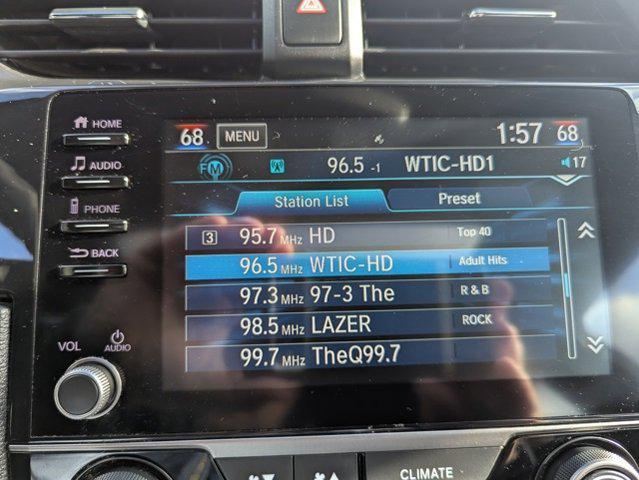 HOME
AUDIO
PHONE
BACK
VOL
AUDIO
68 MENU 1:57 68
FM 96.5 -1 WTIC-HD1 17
Station List Preset
3 95.7 MHz HD Top 40
96.5 MHz WTIC-HD Adult Hits
97.3 MHz 97-3 The R & B
98.5 MHz LAZER ROCK
99.7 MHz TheQ99.7
CLIMATE